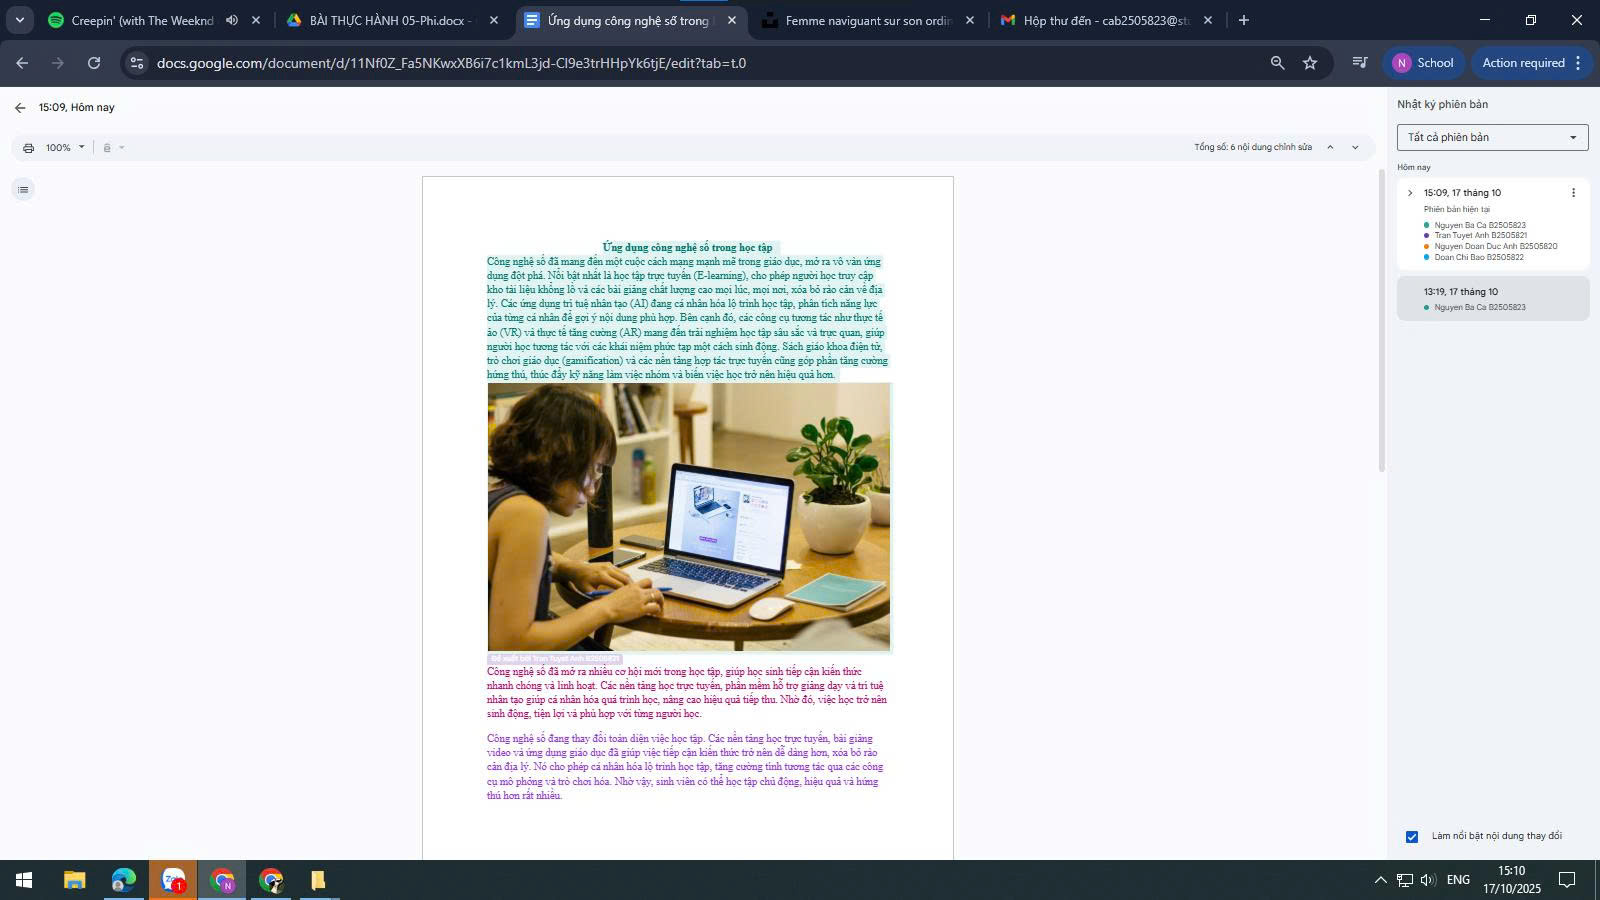 Creepin' (with The Weeknd
BÀI THỰC HÀNH 05-Phi.docx -
Ứng dụng công nghệ số trong
Femme naviguant sur son ordin
Hộp thư đến - cab2505823@stu
docs.google.com/document/d/11Nf0Z_Fa5NKwxXB6i7c1kmL3jd-Cl9e3trHHpYk6tjE/edit?tab=t.0
N School
Action required
15:09, Hôm nay
100%
Tổng số: 6 nội dung chỉnh sửa
Ứng dụng công nghệ số trong học tập
Công nghệ số đã mang đến một cuộc cách mạng mạnh mẽ trong giáo dục, mở ra vô vàn ứng
dụng đột phá. Nổi bật nhất là học tập trực tuyến (E-learning), cho phép người học truy cập
kho tài liệu khổng lồ và các bài giảng chất lượng cao mọi lúc, mọi nơi, xóa bỏ rào cản về địa
lý. Các ứng dụng trí tuệ nhân tạo (AI) đang cá nhân hóa lộ trình học tập, phân tích năng lực
của từng cá nhân để gợi ý nội dung phù hợp. Bên cạnh đó, các công cụ tương tác như thực tế
ảo (VR) và thực tế tăng cường (AR) mang đến trải nghiệm học tập sâu sắc và trực quan, giúp
người học tương tác với các khái niệm phức tạp một cách sinh động. Sách giáo khoa điện tử,
trò chơi giáo dục (gamification) và các nền tảng hợp tác trực tuyến cũng góp phần tăng cường
hứng thú, thúc đẩy kỹ năng làm việc nhóm và biến việc học trở nên hiệu quả hơn.
Đề xuất bởi Tran Tuyet Anh B2505821
Công nghệ số đã mở ra nhiều cơ hội mới trong học tập, giúp học sinh tiếp cận kiến thức
nhanh chóng và linh hoạt. Các nền tảng học trực tuyến, phần mềm hỗ trợ giảng dạy và trí tuệ
nhân tạo giúp cá nhân hóa quá trình học, nâng cao hiệu quả tiếp thu. Nhờ đó, việc học trở nên
sinh động, tiện lợi và phù hợp với từng người học.
Công nghệ số đang thay đổi toàn diện việc học tập. Các nền tảng học trực tuyến, bài giảng
video và ứng dụng giáo dục đã giúp việc tiếp cận kiến thức trở nên dễ dàng hơn, xóa bỏ rào
cản địa lý. Nó cho phép cá nhân hóa lộ trình học tập, tăng cường tính tương tác qua các công
cụ mô phỏng và trò chơi hóa. Nhờ vậy, sinh viên có thể học tập chủ động, hiệu quả và hứng
thú hơn rất nhiều.
Nhật ký phiên bản
Tất cả phiên bản
Hôm nay
15:09, 17 tháng 10
Phiên bản hiện tại
Nguyen Ba Ca B2505823
Tran Tuyet Anh B2505821
Nguyen Doan Duc Anh B2505820
Doan Chi Bao B2505822
13:19, 17 tháng 10
Nguyen Ba Ca B2505823
Làm nổi bật nội dung thay đổi
1
N
ENG
15:10
17/10/2025